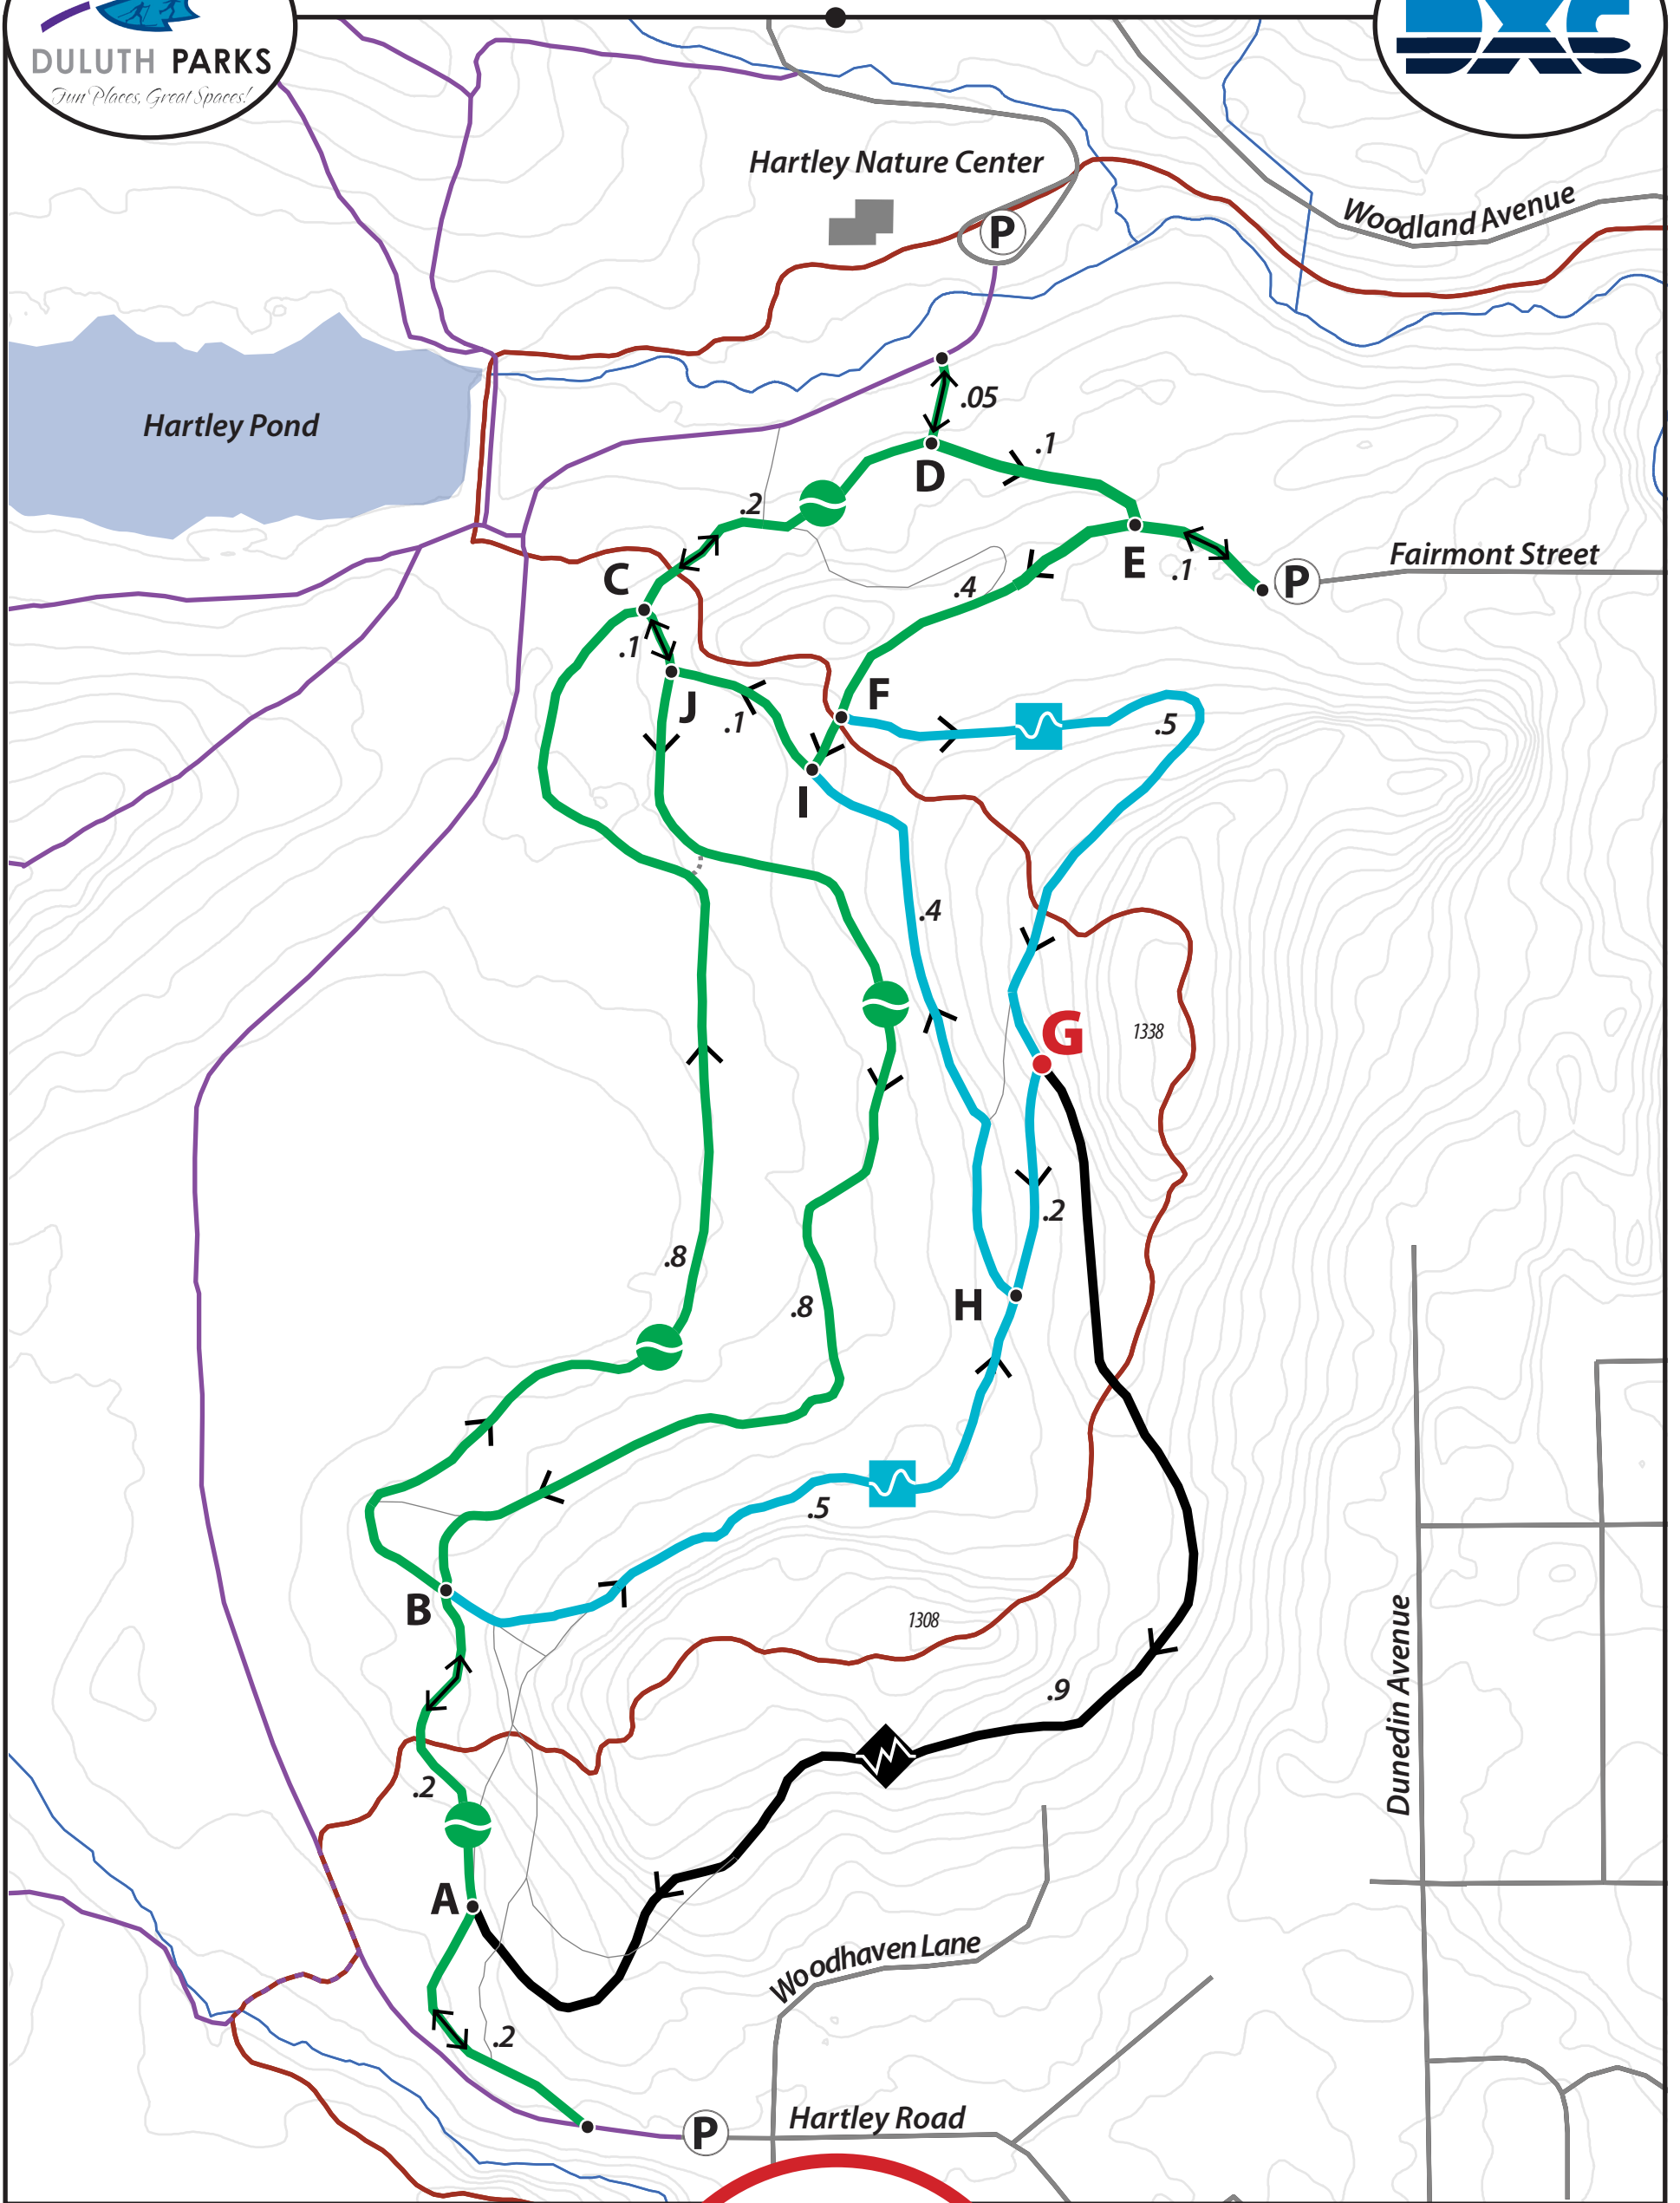 DULUTH PARKS
Fun Places, Great Spaces!
DXC
Hartley Nature Center
P
Woodland Avenue
Hartley Pond
.05
.1
D
.2
E
.1
P
Fairmont Street
C
.4
.1
J
F
.1
.5
I
.4
G
1338
.2
.8
H
.8
.5
B
1308
.9
Dunedin Avenue
.2
A
Woodhaven Lane
.2
P
Hartley Road